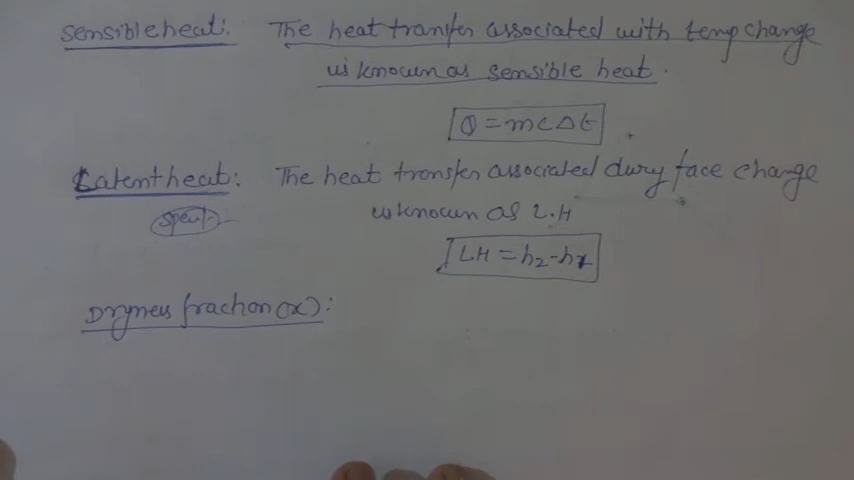 Sensible heat: The heat transfer associated with temp change
is known as sensible heat.
Q = mcΔt
Latent heat: The heat transfer associated during face change
is known as L.H
LH = h2-h1
Dryness fraction (x):